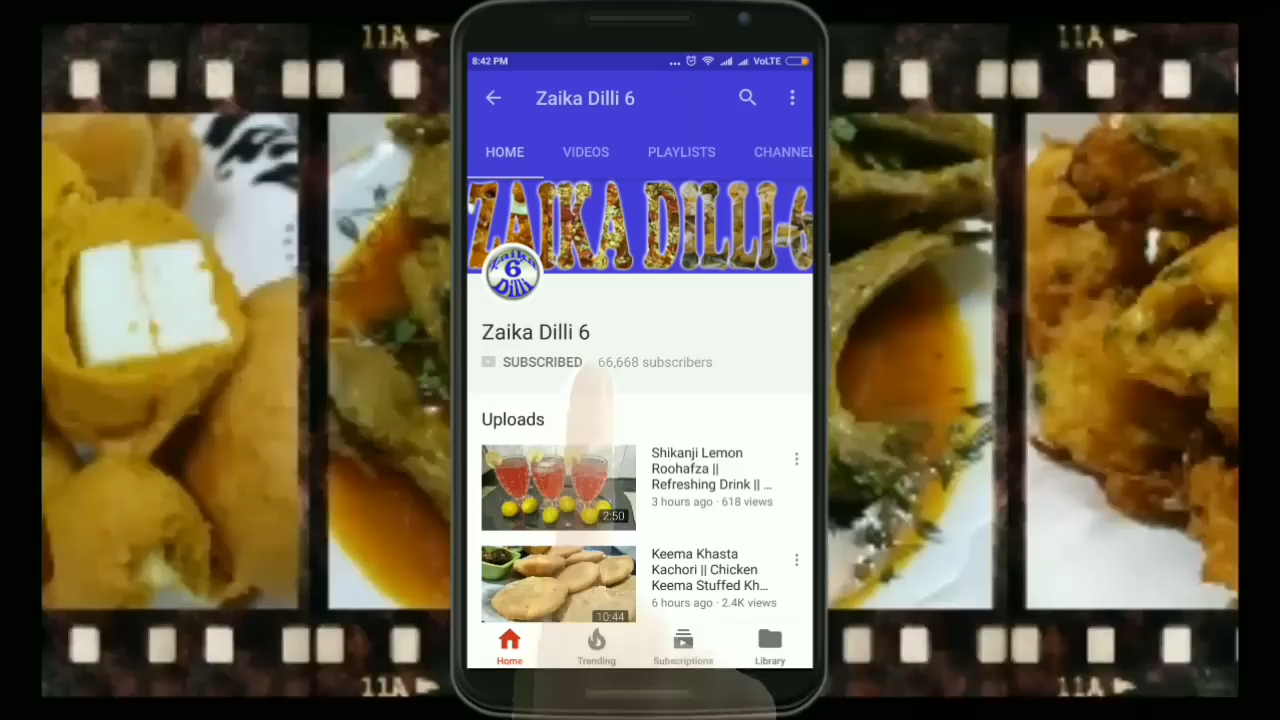 11A
11A
8:42 PM
... VoLTE
Zaika Dilli 6
HOME VIDEOS PLAYLISTS CHANNEL
ZAIKA DILLI-6
Zaika
6
Dilli
Zaika Dilli 6
SUBSCRIBED 66,668 subscribers
Uploads
Shikanji Lemon
Roohafza ||
Refreshing Drink || ...
3 hours ago · 618 views
2:50
Keema Khasta
Kachori || Chicken
Keema Stuffed Kh...
6 hours ago · 2.4K views
10:44
Home Trending Subscriptions Library
11A
11A